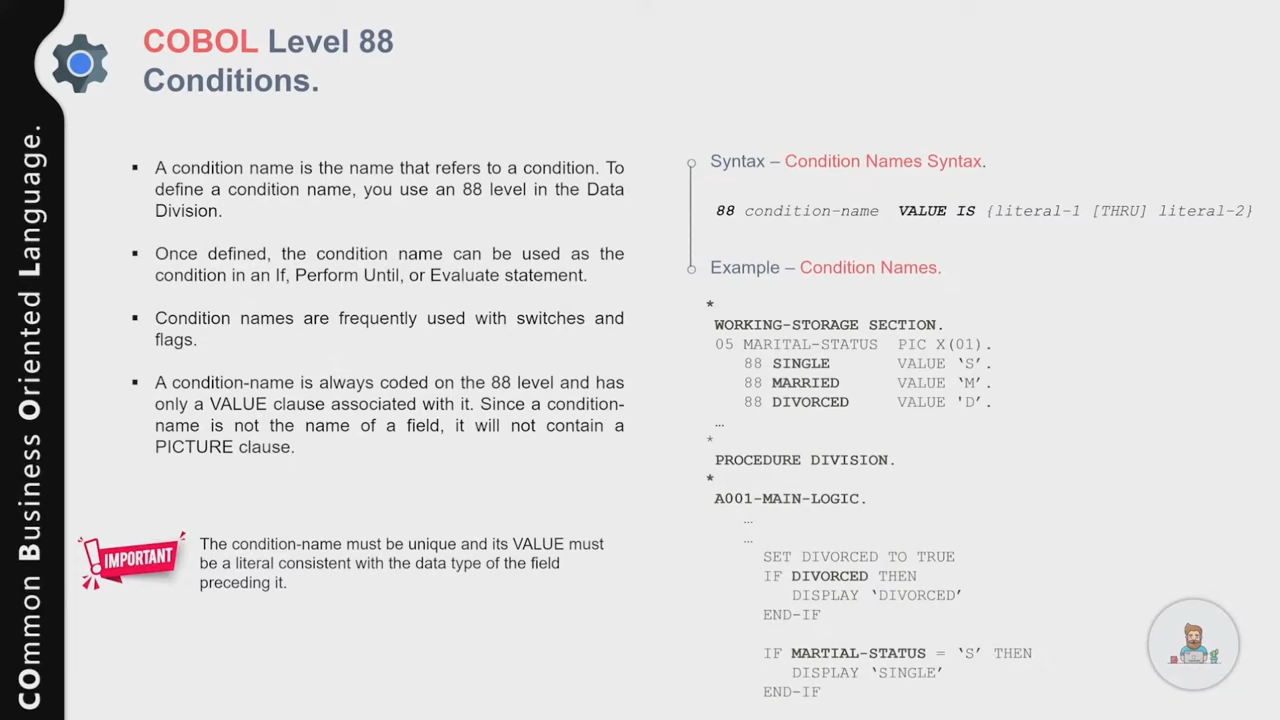 COmmon Business Oriented Language.
COBOL Level 88
Conditions.
▪ A condition name is the name that refers to a condition. To
define a condition name, you use an 88 level in the Data
Division.
▪ Once defined, the condition name can be used as the
condition in an If, Perform Until, or Evaluate statement.
▪ Condition names are frequently used with switches and
flags.
▪ A condition-name is always coded on the 88 level and has
only a VALUE clause associated with it. Since a condition-
name is not the name of a field, it will not contain a
PICTURE clause.
IMPORTANT
The condition-name must be unique and its VALUE must
be a literal consistent with the data type of the field
preceding it.
Syntax – Condition Names Syntax.
88 condition-name VALUE IS {literal-1 [THRU] literal-2}
Example – Condition Names.
*
WORKING-STORAGE SECTION.
05 MARITAL-STATUS PIC X(01).
88 SINGLE VALUE ‘S’.
88 MARRIED VALUE ‘M’.
88 DIVORCED VALUE 'D’.
…
*
PROCEDURE DIVISION.
*
A001-MAIN-LOGIC.
…
…
SET DIVORCED TO TRUE
IF DIVORCED THEN
DISPLAY ‘DIVORCED’
END-IF
IF MARTIAL-STATUS = ‘S’ THEN
DISPLAY ‘SINGLE’
END-IF